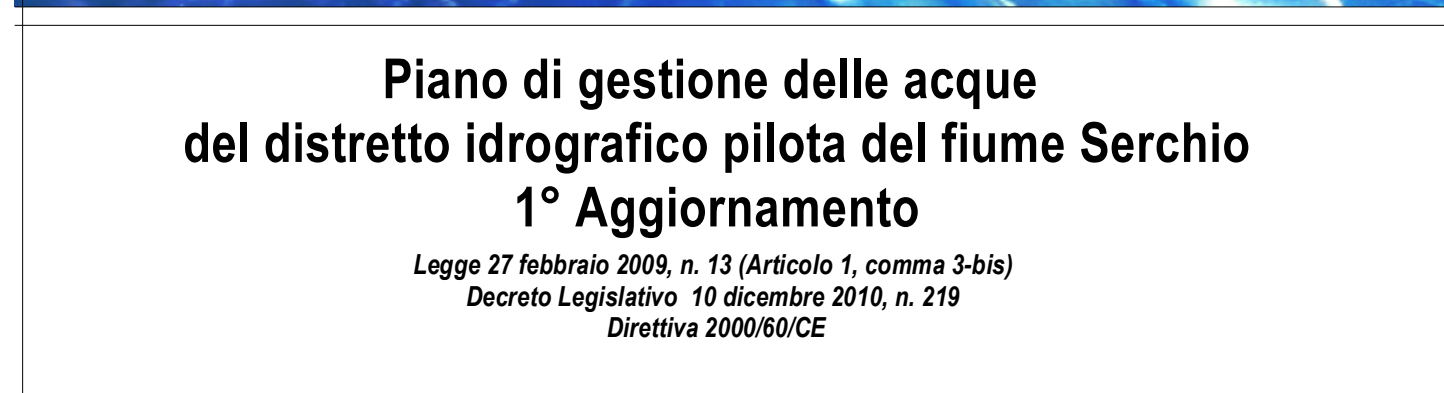 Piano di gestione delle acque
del distretto idrografico pilota del fiume Serchio
1° Aggiornamento
Legge 27 febbraio 2009, n. 13 (Articolo 1, comma 3-bis)
Decreto Legislativo 10 dicembre 2010, n. 219
Direttiva 2000/60/CE